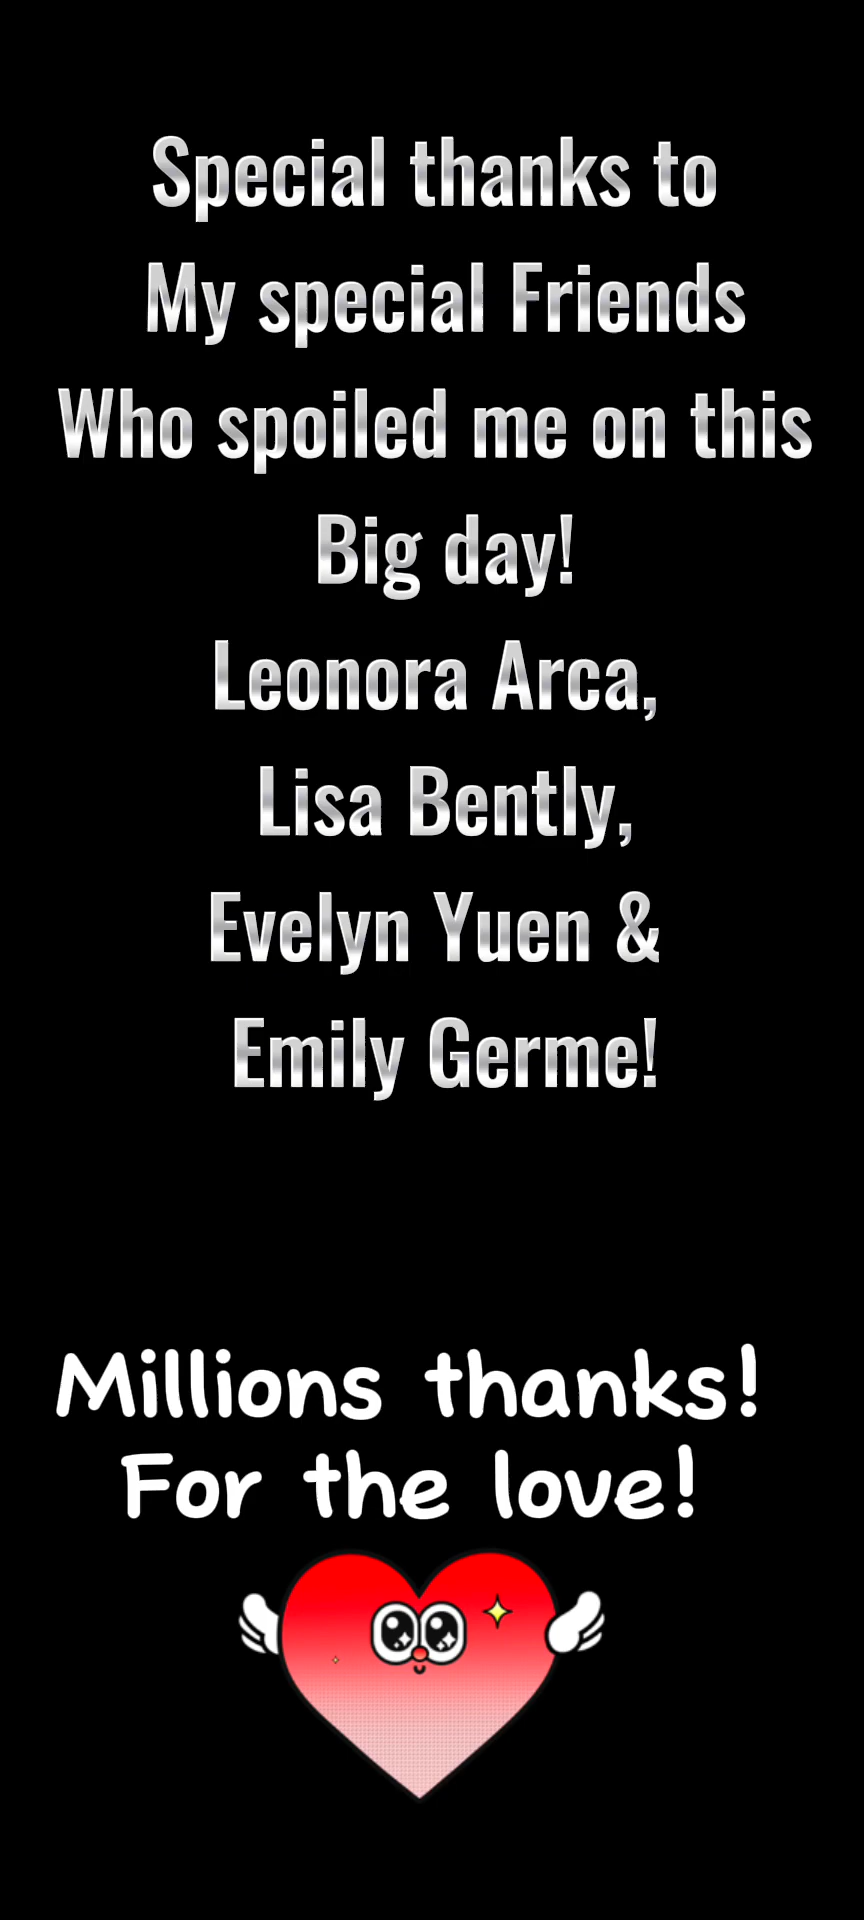 Special thanks to
My special Friends
Who spoiled me on this
Big day!
Leonora Arca,
Lisa Bently,
Evelyn Yuen &
Emily Germe!
Millions thanks!
For the love!